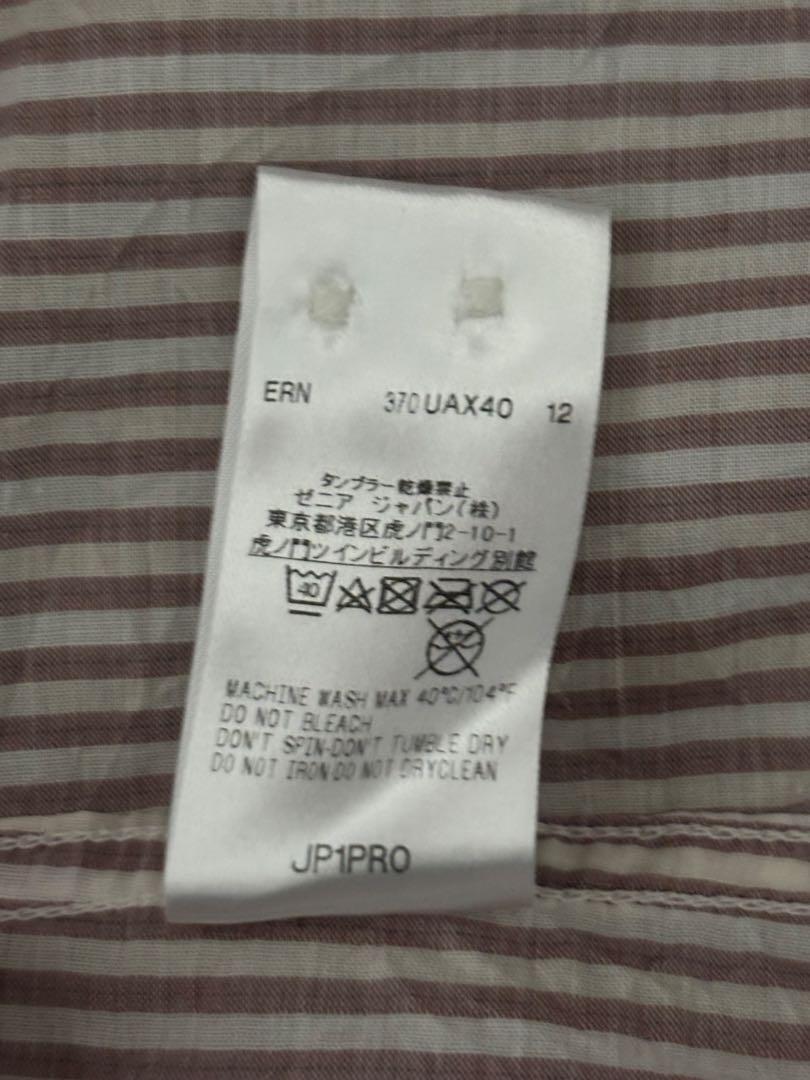 ERN 370UAX40 12
タンブラー乾燥禁止
ゼニア ジャパン(株)
東京都港区虎ノ門2-10-1
虎ノ門ツインビルディング別館
40
MACHINE WASH MAX 40°C/104°F
DO NOT BLEACH
DON'T SPIN-DON'T TUMBLE DRY
DO NOT IRON-DO NOT DRYCLEAN
JP1PRO